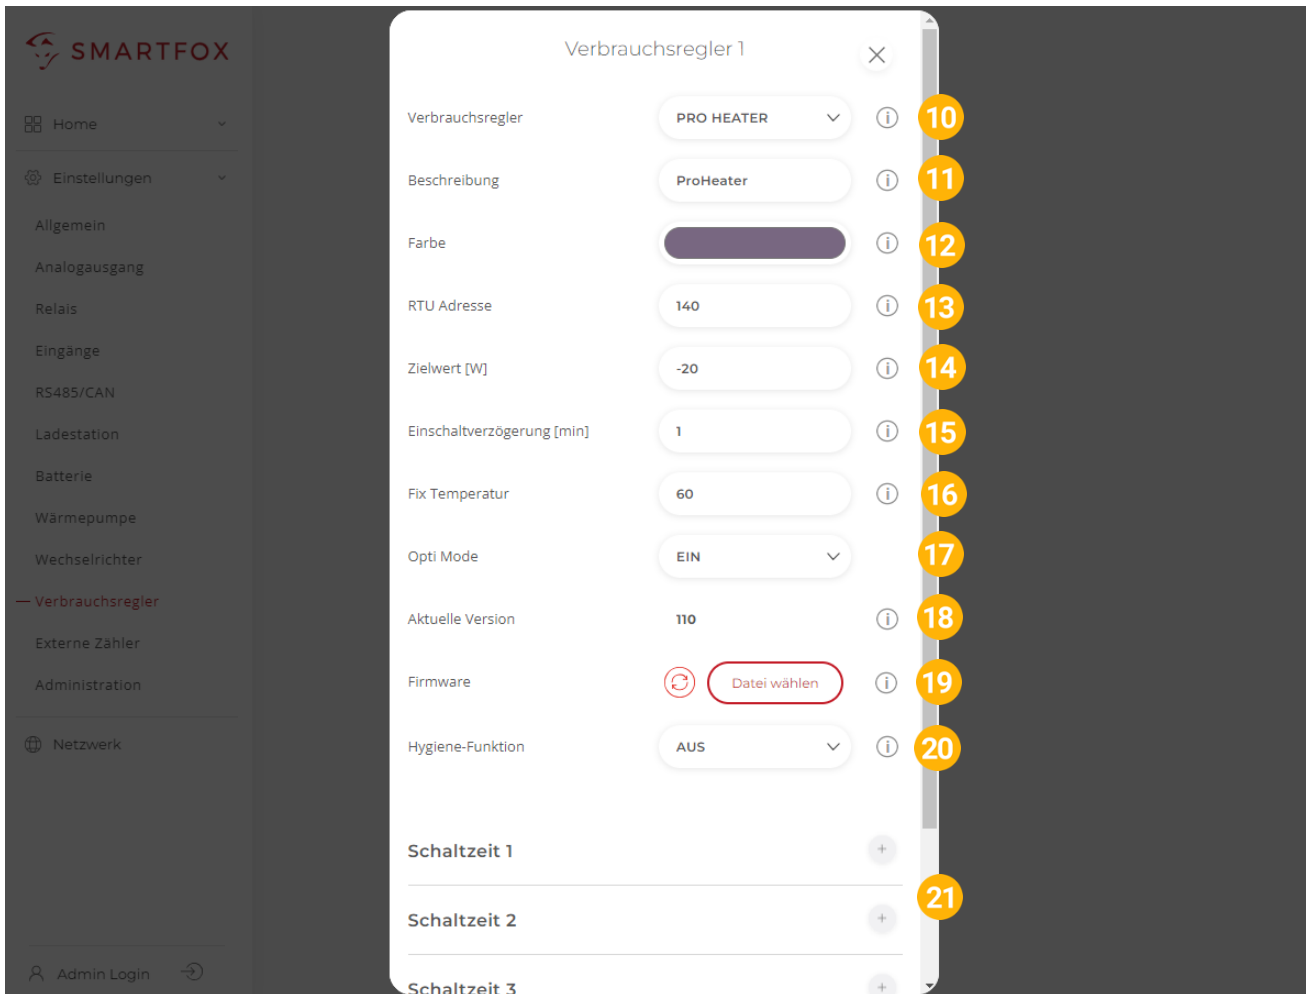 SMARTFOX
Home
Einstellungen
Allgemein
Analogausgang
Relais
Eingänge
RS485/CAN
Ladestation
Batterie
Wärmepumpe
Wechselrichter
Verbrauchsregler
Externe Zähler
Administration
Netzwerk
Admin Login
Verbrauchsregler 1
Verbrauchsregler PRO HEATER 10
Beschreibung ProHeater 11
Farbe 12
RTU Adresse 140 13
Zielwert [W] -20 14
Einschaltverzögerung [min] 1 15
Fix Temperatur 60 16
Opti Mode EIN 17
Aktuelle Version 110 18
Firmware Datei wählen 19
Hygiene-Funktion AUS 20
Schaltzeit 1
21
Schaltzeit 2
Schaltzeit 3